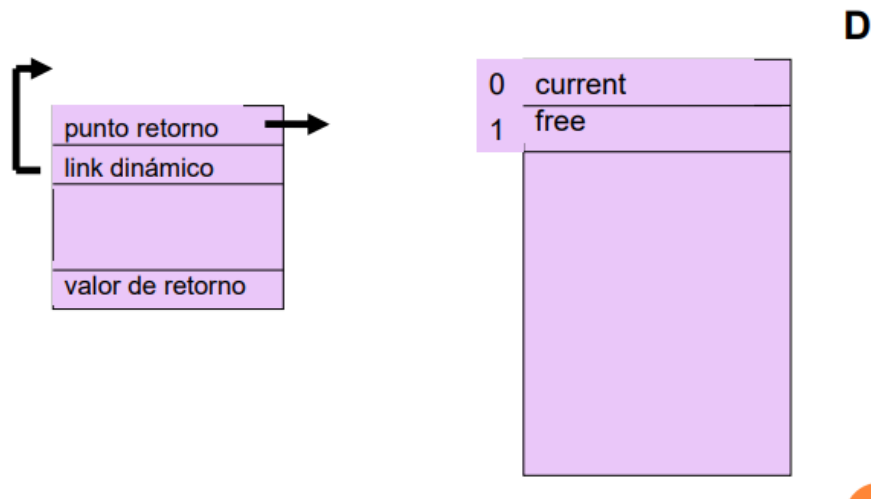 D
punto retorno
link dinámico
valor de retorno
0 current
1 free